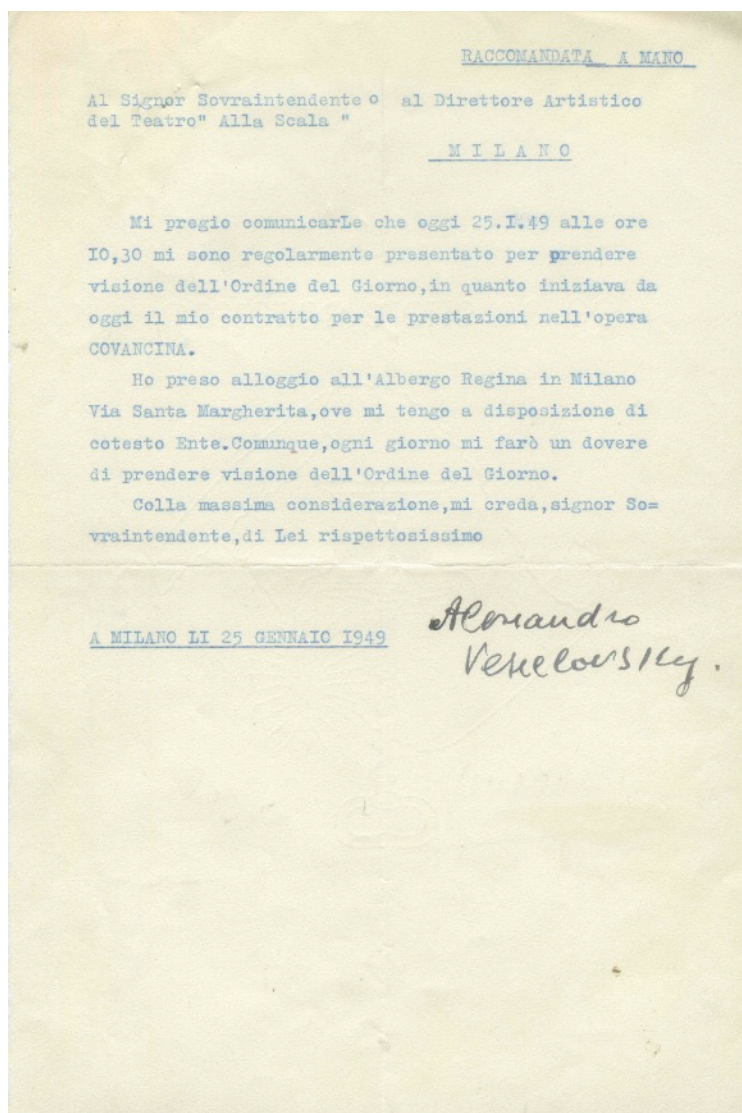 RACCOMANDATA A MANO
Al Signor Sovraintendente o al Direttore Artistico
del Teatro" Alla Scala "
MILANO
Mi pregio comunicarLe che oggi 25.I.49 alle ore
I0,30 mi sono regolarmente presentato per prendere
visione dell'Ordine del Giorno,in quanto iniziava da
oggi il mio contratto per le prestazioni nell'opera
COVANCINA.
Ho preso alloggio all'Albergo Regina in Milano
Via Santa Margherita,ove mi tengo a disposizione di
cotesto Ente.Comunque,ogni giorno mi farò un dovere
di prendere visione dell'Ordine del Giorno.
Colla massima considerazione,mi creda,signor So=
vraintendente,di Lei rispettosissimo
A MILANO LI 25 GENNAIO I949
Alessandro
Vesselovsky.